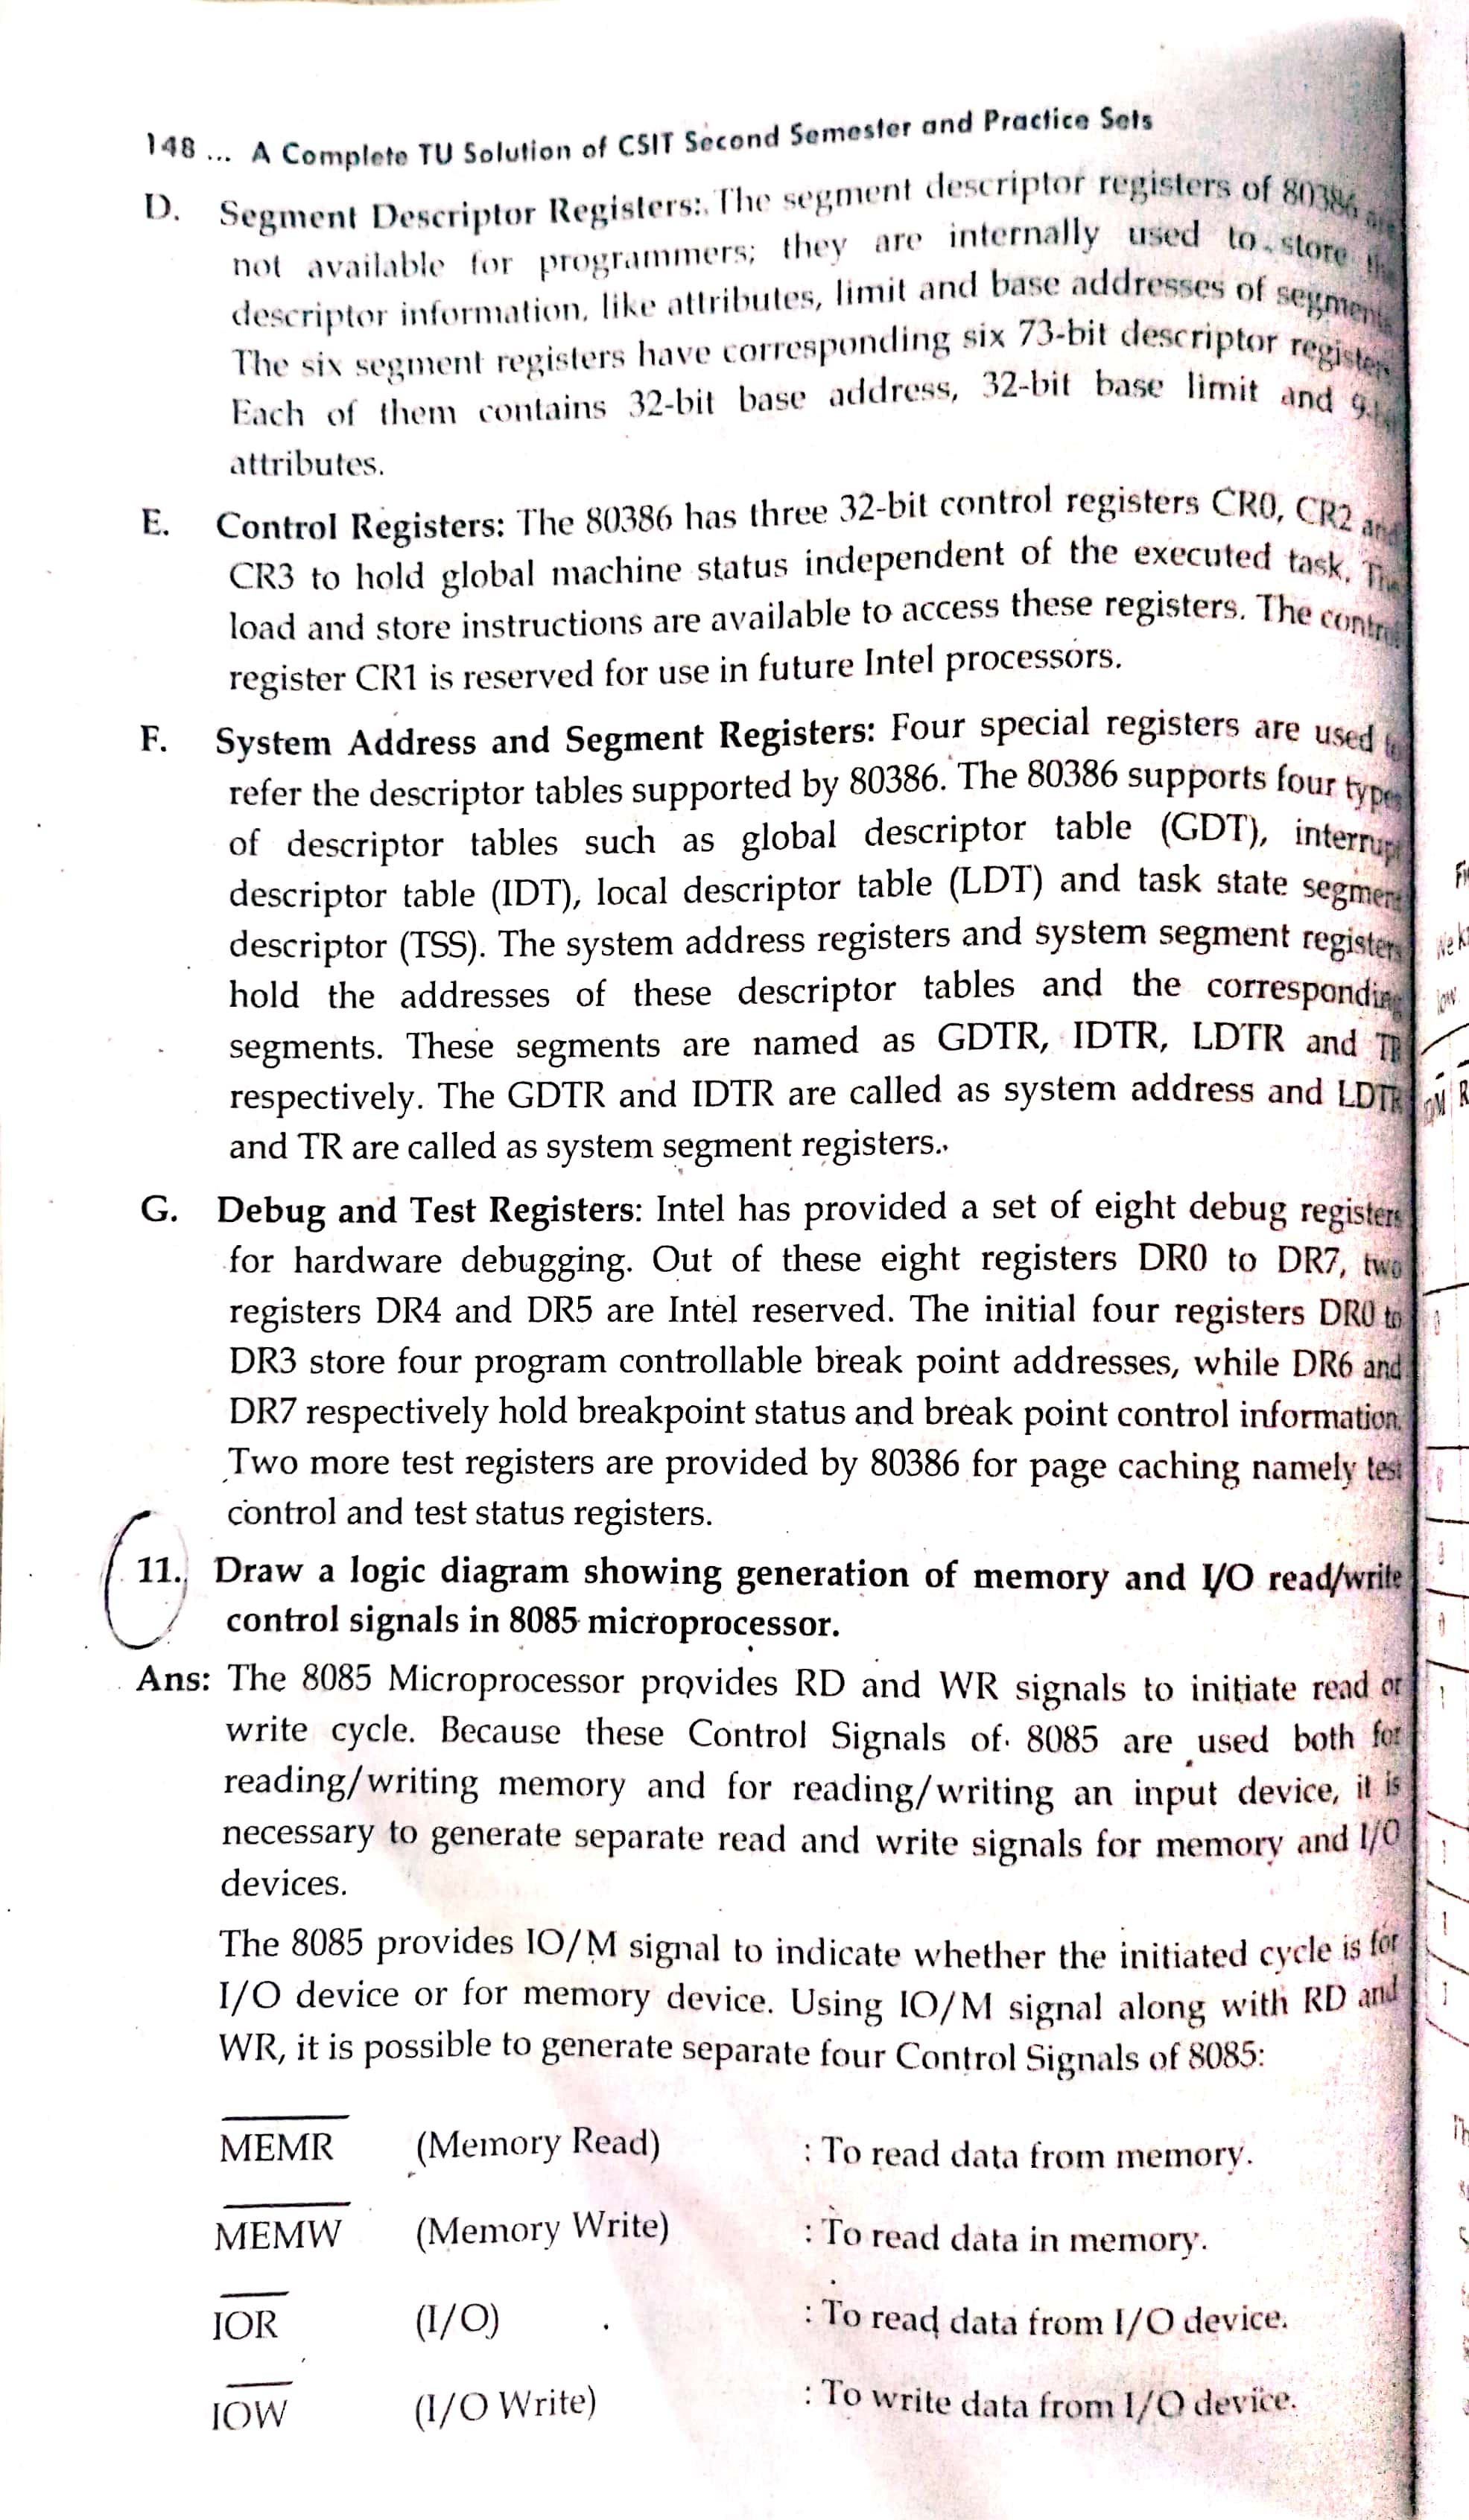 148 ... A Complete TU Solution of CSIT Second Semester and Practice Sets
D. Segment Descriptor Registers: The segment descriptor registers of 80386 are
not available for programmers; they are internally used to store the
descriptor information, like attributes, limit and base addresses of segments.
The six segment registers have corresponding six 73-bit descriptor registers.
Each of them contains 32-bit base address, 32-bit base limit and
attributes.
E. Control Registers: The 80386 has three 32-bit control registers CR0, CR2 and
CR3 to hold global machine status independent of the executed task. The
load and store instructions are available to access these registers. The control
register CR1 is reserved for use in future Intel processors.
F. System Address and Segment Registers: Four special registers are used to
refer the descriptor tables supported by 80386. The 80386 supports four types
of descriptor tables such as global descriptor table (GDT), interrupt
descriptor table (IDT), local descriptor table (LDT) and task state segment
descriptor (TSS). The system address registers and system segment registers
hold the addresses of these descriptor tables and the corresponding
segments. These segments are named as GDTR, IDTR, LDTR and TR
respectively. The GDTR and IDTR are called as system address and LDTR
and TR are called as system segment registers..
G. Debug and Test Registers: Intel has provided a set of eight debug registers
for hardware debugging. Out of these eight registers DR0 to DR7, two
registers DR4 and DR5 are Intel reserved. The initial four registers DR0 to
DR3 store four program controllable break point addresses, while DR6 and
DR7 respectively hold breakpoint status and break point control information.
Two more test registers are provided by 80386 for page caching namely test
control and test status registers.
11. Draw a logic diagram showing generation of memory and I/O read/write
control signals in 8085 microprocessor.
Ans: The 8085 Microprocessor provides RD and WR signals to initiate read or
write cycle. Because these Control Signals of 8085 are used both for
reading/writing memory and for reading/writing an input device, it is
necessary to generate separate read and write signals for memory and I/O
devices.
The 8085 provides IO/M signal to indicate whether the initiated cycle is for
I/O device or for memory device. Using IO/M signal along with RD and
WR, it is possible to generate separate four Control Signals of 8085:
MEMR (Memory Read) : To read data from memory.
MEMW (Memory Write) : To read data in memory.
IOR (I/O) : To read data from I/O device.
IOW (I/O Write) : To write data from I/O device.